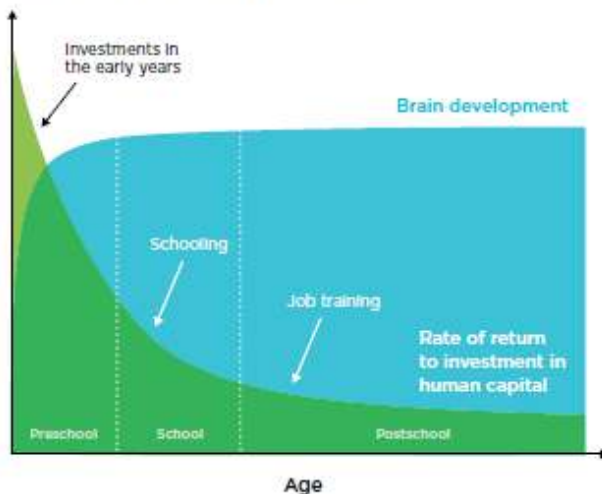 Investments in
the early years
Brain development
Schooling
Job training
Rate of return
to investment in
human capital
Preschool
School
Postschool
Age